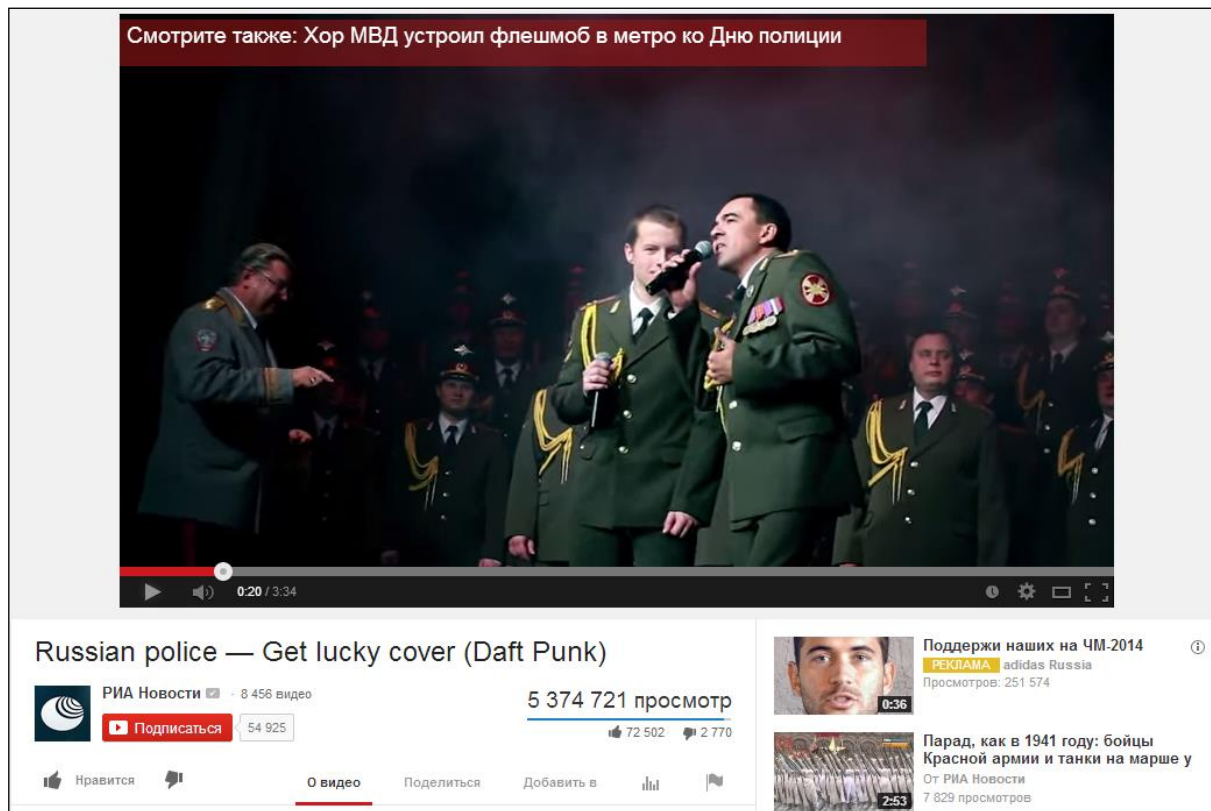 Смотрите также: Хор МВД устроил флешмоб в метро ко Дню полиции
0:20 / 3:34
Russian police — Get lucky cover (Daft Punk)
РИА Новости · 8 456 видео
Подписаться 54 925
5 374 721 просмотр
72 502 2 770
Нравится
О видео Поделиться Добавить в
0:36
Поддержи наших на ЧМ-2014
РЕКЛАМА adidas Russia
Просмотров: 251 574
2:53
Парад, как в 1941 году: бойцы
Красной армии и танки на марше у
От РИА Новости
7 829 просмотров